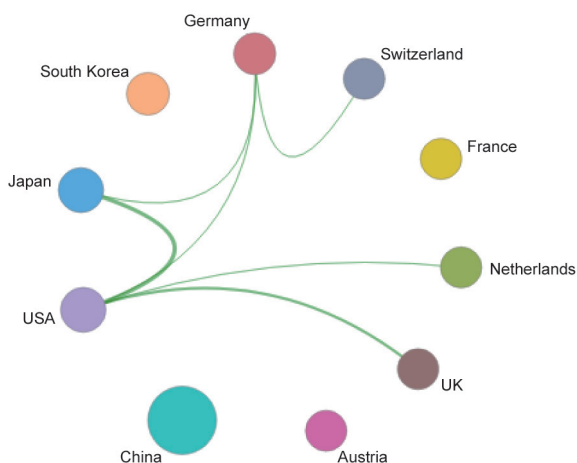 Germany
Switzerland
South Korea
France
Japan
Netherlands
USA
UK
China
Austria